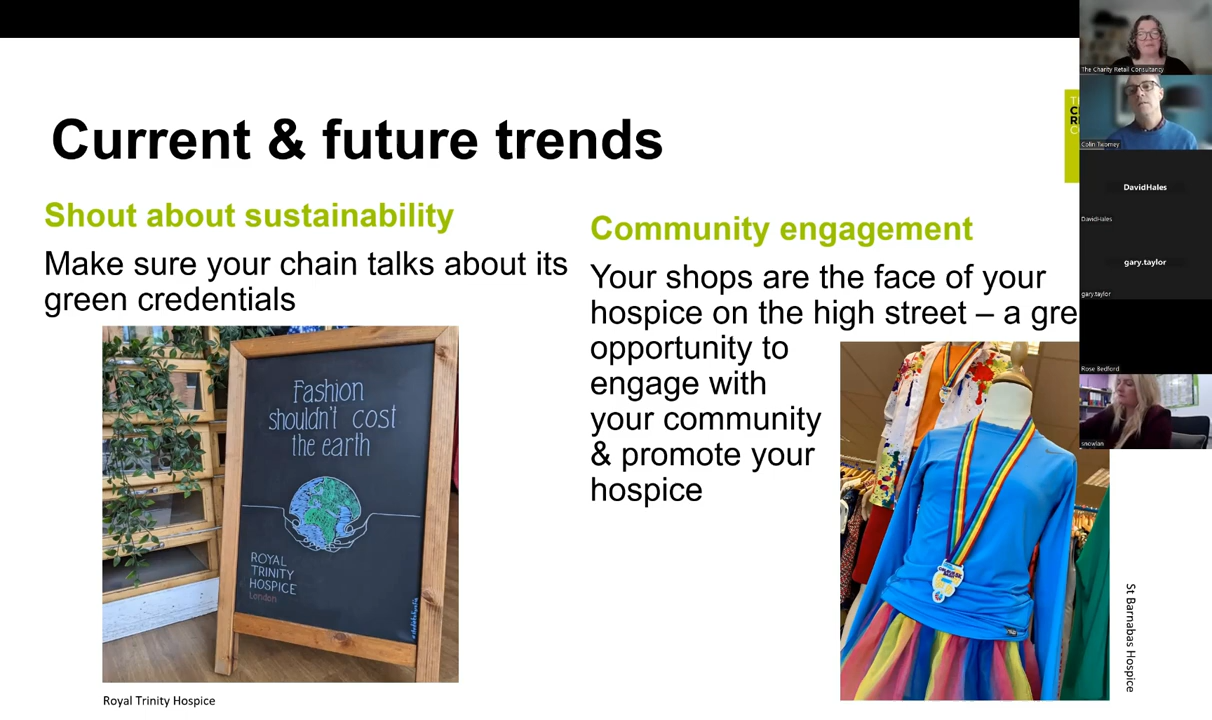 Current & future trends
Shout about sustainability
Make sure your chain talks about its
green credentials
Fashion
shouldn't cost
the earth
ROYAL
TRINITY
HOSPICE
London
Royal Trinity Hospice
Community engagement
Your shops are the face of your
hospice on the high street – a gre
opportunity to
engage with
your community
& promote your
hospice
St Barnabas Hospice
The Charity Retail Consultancy
Colin Twomey
DavidHales
DavidHales
gary.taylor
gary.taylor
Rose Bedford
snowlan